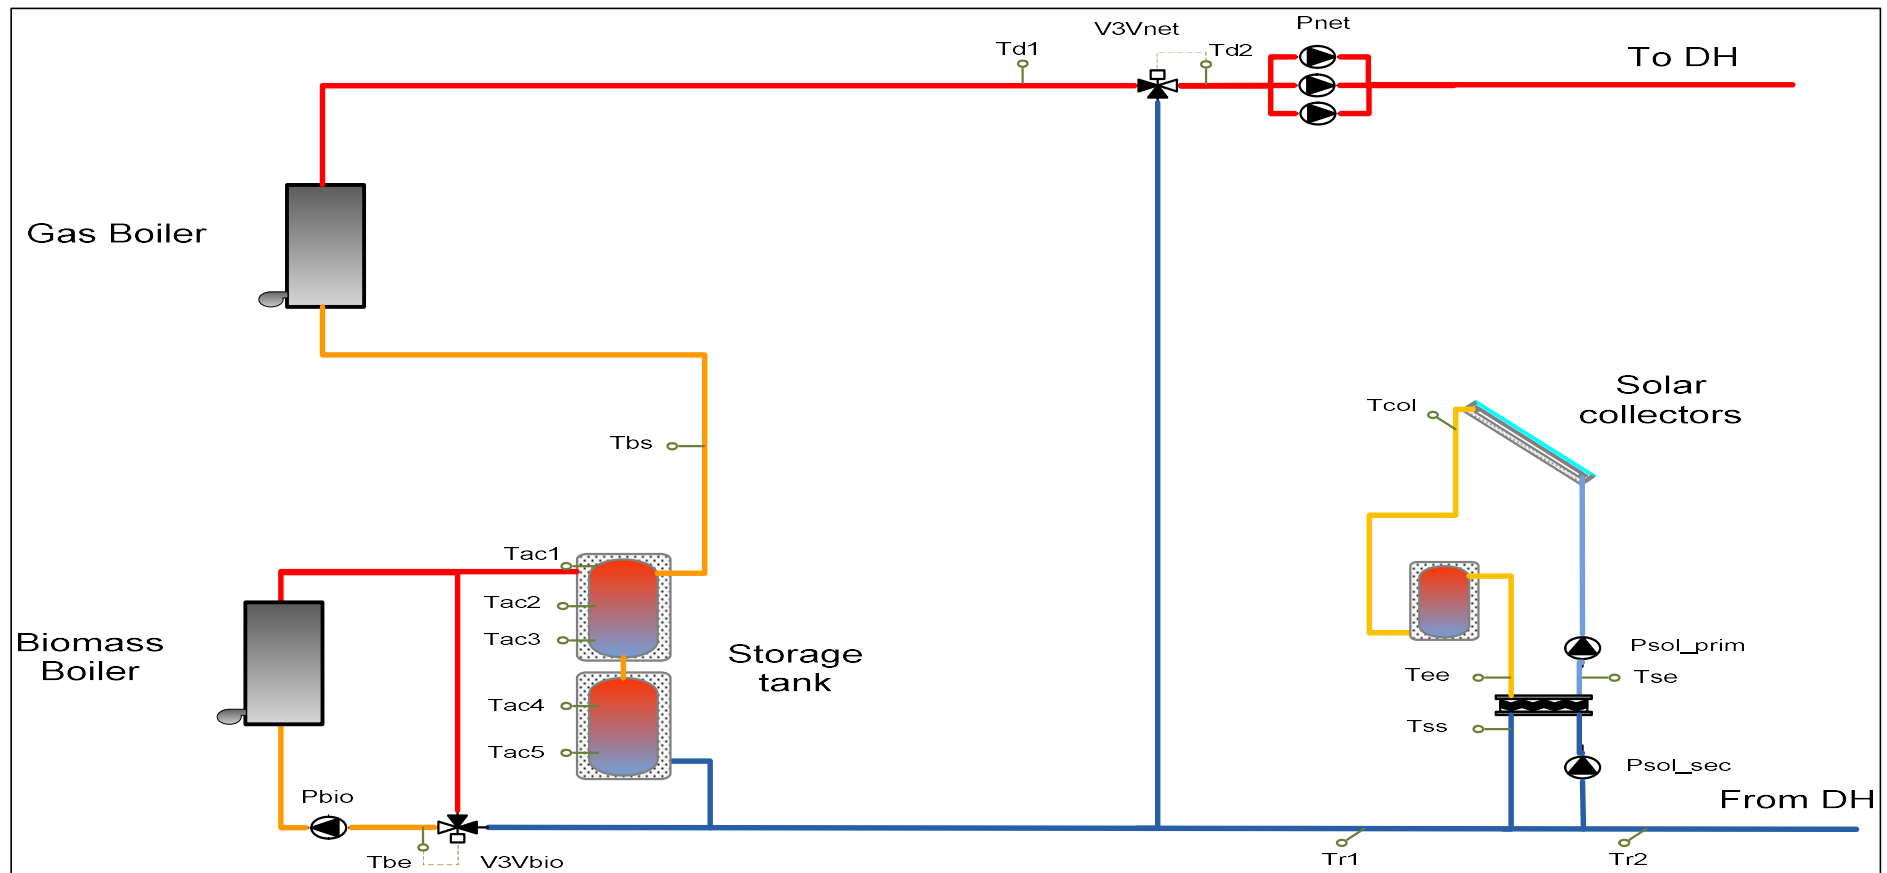 Pnet
V3Vnet
Td1
Td2
To DH
Gas Boiler
Solar
collectors
Tcol
Tbs
Tac1
Tac2
Tac3
Biomass
Boiler
Storage
tank
Psol_prim
Tee
Tse
Tac4
Tss
Tac5
Psol_sec
Pbio
From DH
Tbe
V3Vbio
Tr1
Tr2